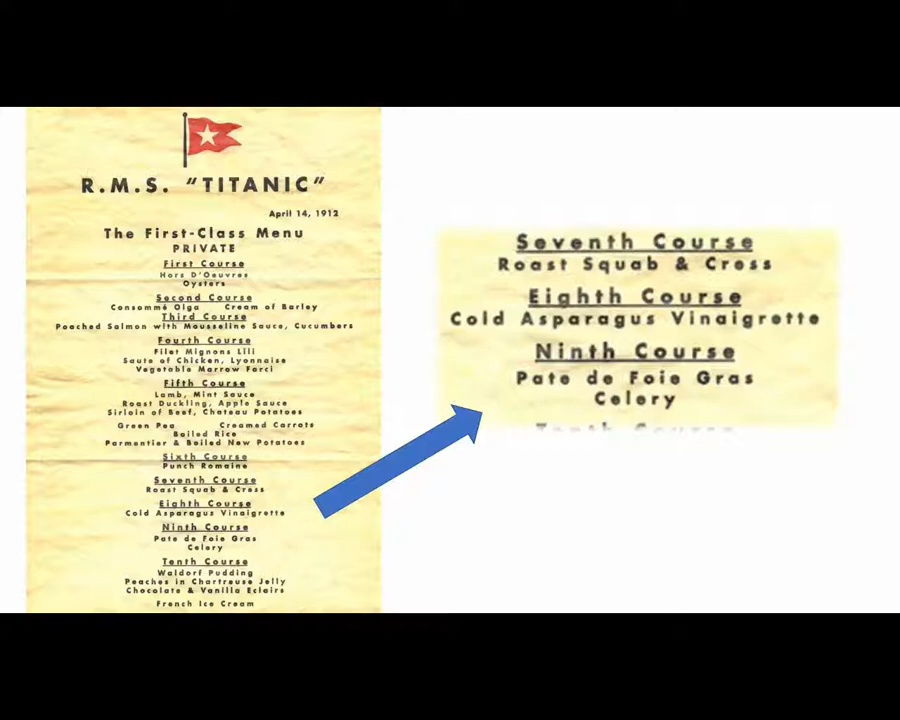 R.M.S. "TITANIC"
April 14, 1912
The First-Class Menu
PRIVATE
First Course
Hors D'Oeuvres
Oysters
Second Course
Consommé Olga Cream of Barley
Third Course
Poached Salmon with Mousseline Sauce, Cucumbers
Fourth Course
Filet Mignons Lili
Saute of Chicken, Lyonnaise
Vegetable Marrow Farci
Fifth Course
Lamb, Mint Sauce
Roast Duckling, Apple Sauce
Sirloin of Beef, Chateau Potatoes
Green Pea Creamed Carrots
Boiled Rice
Parmentier & Boiled New Potatoes
Sixth Course
Punch Romaine
Seventh Course
Roast Squab & Cress
Eighth Course
Cold Asparagus Vinaigrette
Ninth Course
Pate de Foie Gras
Celery
Tenth Course
Waldorf Pudding
Peaches in Chartreuse Jelly
Chocolate & Vanilla Eclairs
French Ice Cream
Seventh Course
Roast Squab & Cress
Eighth Course
Cold Asparagus Vinaigrette
Ninth Course
Pate de Foie Gras
Celery
Tenth Course